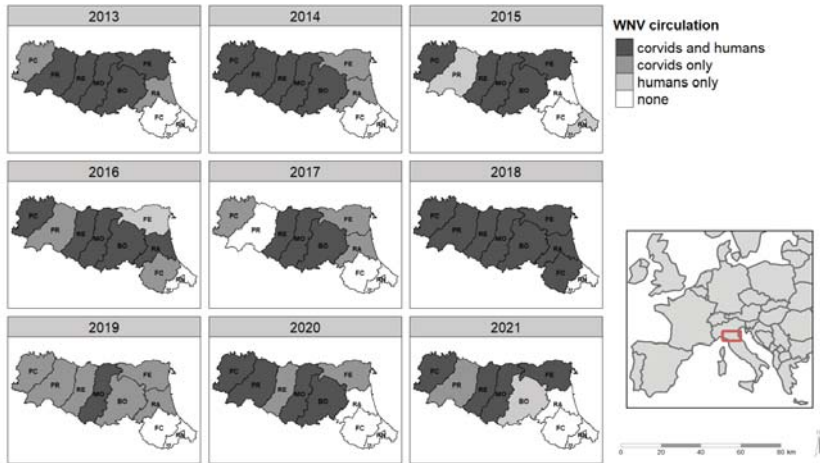 2013
2014
2015
WNV circulation
corvids and humans
corvids only
humans only
none
PC
PR
RE
MO
BO
FE
RA
FC
RN
PC
PR
RE
MO
BO
FE
RA
FC
RN
PC
PR
RE
MO
BO
FE
RA
FC
RN
2016
2017
2018
PC
PR
RE
MO
BO
FE
RA
FC
RN
PC
PR
RE
MO
BO
FE
RA
FC
RN
PC
PR
RE
MO
BO
FE
RA
FC
RN
2019
2020
2021
PC
PR
RE
MO
BO
FE
RA
FC
RN
PC
PR
RE
MO
BO
FE
RA
FC
RN
PC
PR
RE
MO
BO
FE
RA
FC
RN
0 20 40 60 80 km